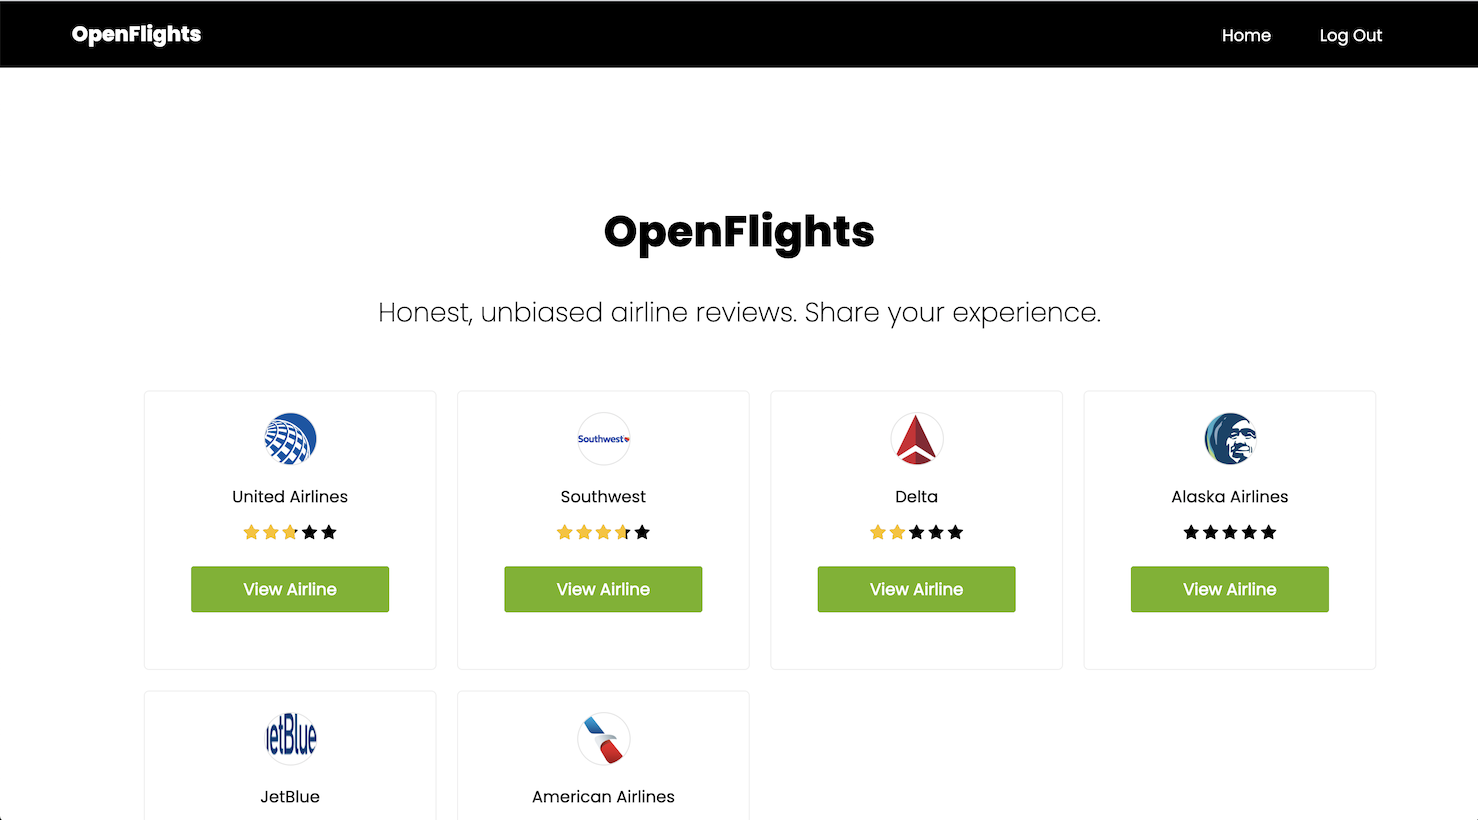 OpenFlights
Home
Log Out
OpenFlights
Honest, unbiased airline reviews. Share your experience.
Southwest
United Airlines
Southwest
Delta
Alaska Airlines
View Airline
View Airline
View Airline
View Airline
jetBlue
JetBlue
American Airlines